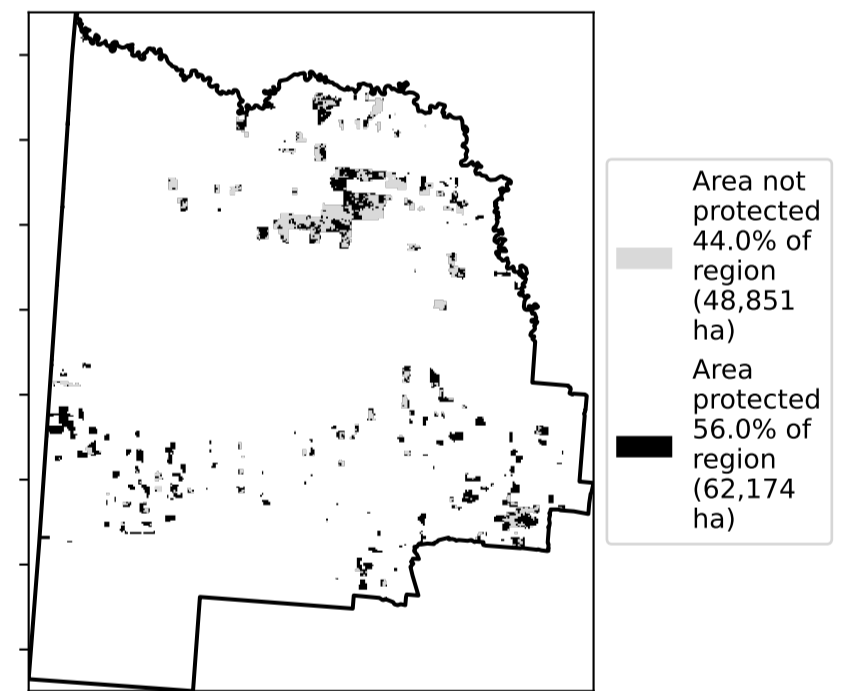 Area not
protected
44.0% of
region
(48,851
ha)
Area
protected
56.0% of
region
(62,174
ha)